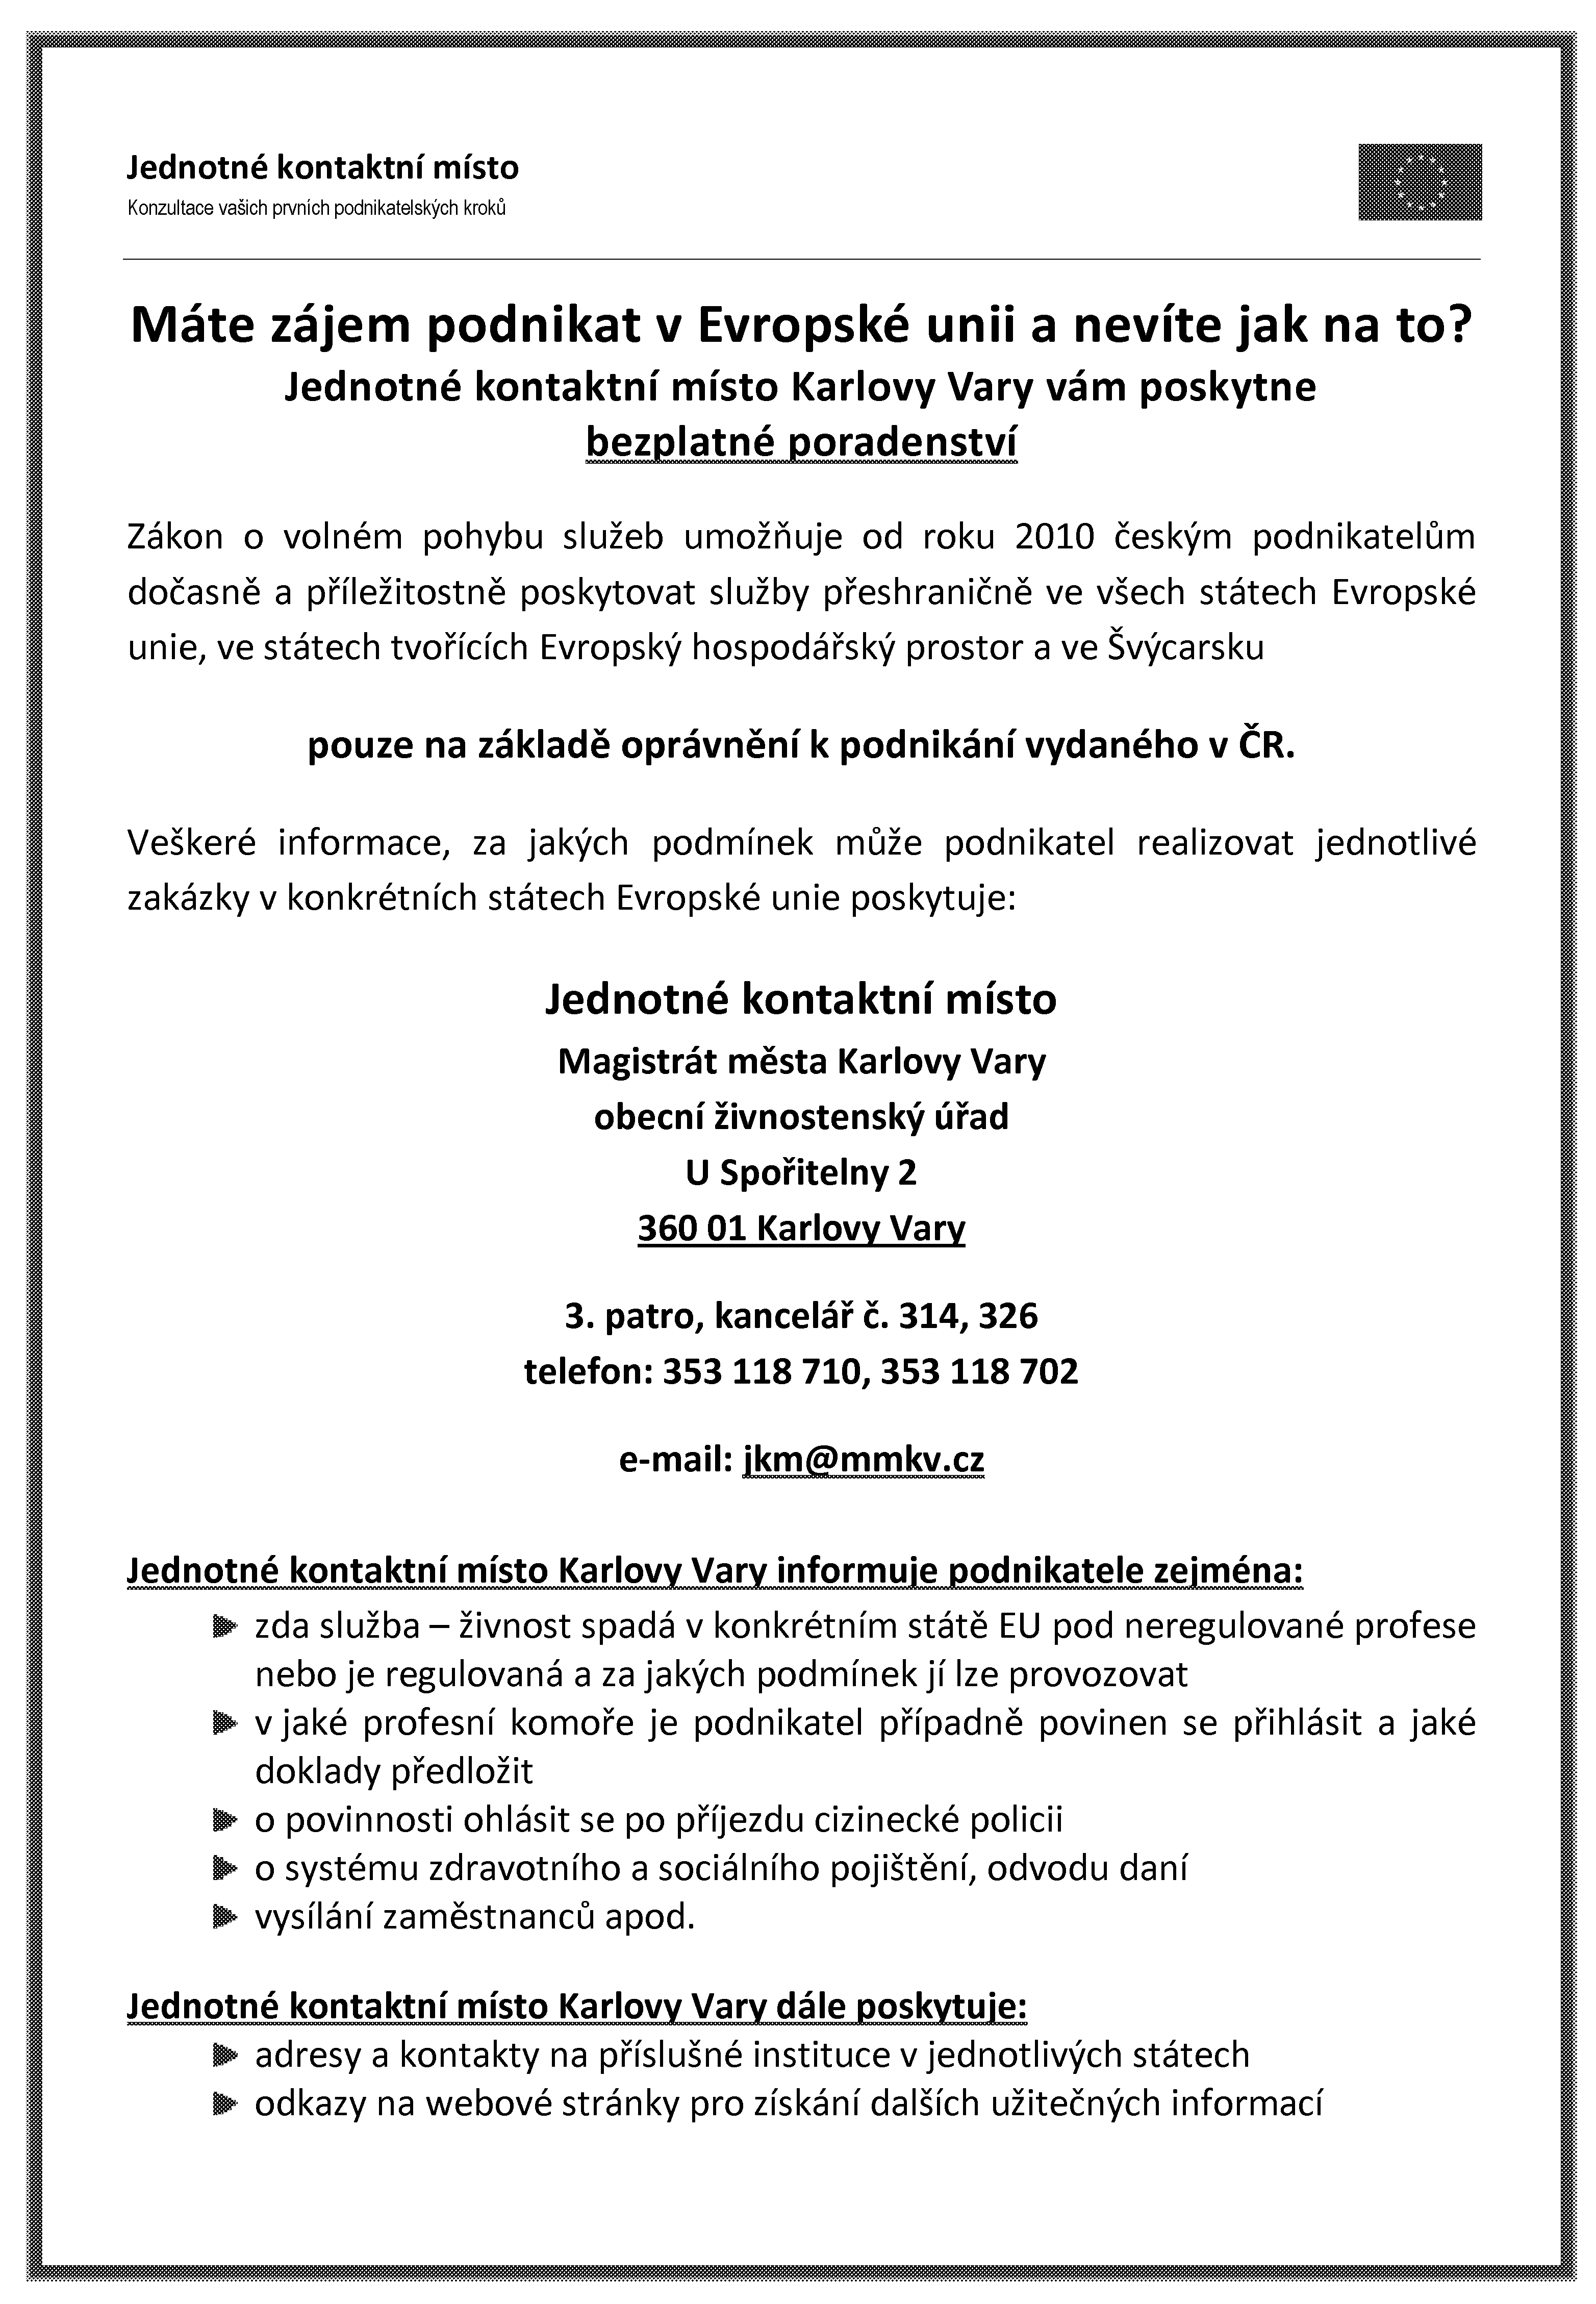 Jednotné kontaktní místo
Konzultace vašich prvních podnikatelských kroků
Máte zájem podnikat v Evropské unii a nevíte jak na to?
Jednotné kontaktní místo Karlovy Vary vám poskytne
bezplatné poradenství
Zákon o volném pohybu služeb umožňuje od roku 2010 českým podnikatelům
dočasně a příležitostně poskytovat služby přeshraničně ve všech státech Evropské
unie, ve státech tvořících Evropský hospodářský prostor a ve Švýcarsku
pouze na základě oprávnění k podnikání vydaného v ČR.
Veškeré informace, za jakých podmínek může podnikatel realizovat jednotlivé
zakázky v konkrétních státech Evropské unie poskytuje:
Jednotné kontaktní místo
Magistrát města Karlovy Vary
obecní živnostenský úřad
U Spořitelny 2
360 01 Karlovy Vary
3. patro, kancelář č. 314, 326
telefon: 353 118 710, 353 118 702
e-mail: jkm@mmkv.cz
Jednotné kontaktní místo Karlovy Vary informuje podnikatele zejména:
zda služba – živnost spadá v konkrétním státě EU pod neregulované profese
nebo je regulovaná a za jakých podmínek jí lze provozovat
v jaké profesní komoře je podnikatel případně povinen se přihlásit a jaké
doklady předložit
o povinnosti ohlásit se po příjezdu cizinecké policii
o systému zdravotního a sociálního pojištění, odvodu daní
vysílání zaměstnanců apod.
Jednotné kontaktní místo Karlovy Vary dále poskytuje:
adresy a kontakty na příslušné instituce v jednotlivých státech
odkazy na webové stránky pro získání dalších užitečných informací